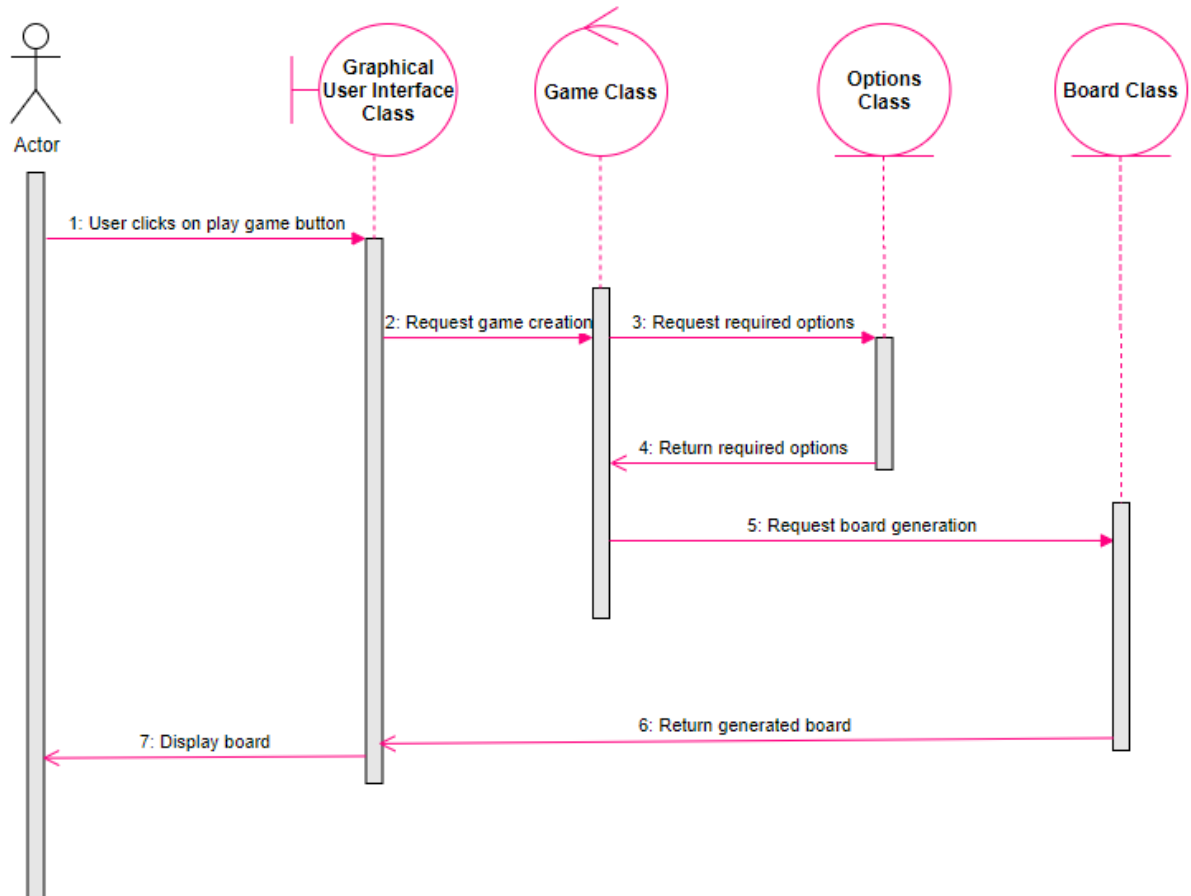 Graphical
User Interface
Class
Game Class
Options
Class
Board Class
Actor
1: User clicks on play game button
2: Request game creation
3: Request required options
4: Return required options
5: Request board generation
6: Return generated board
7: Display board